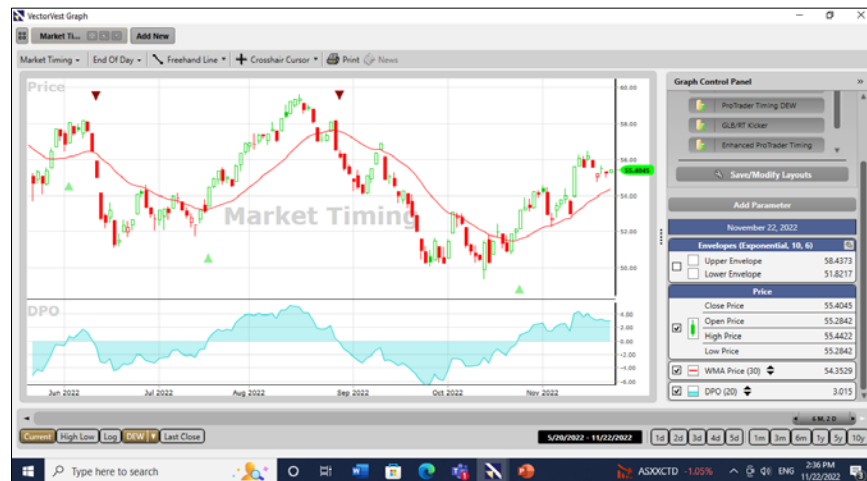 VectorVest Graph
Market Ti... Add New
Market Timing End Of Day Freehand Line Crosshair Cursor Print News
Price
60.00
58.00
56.00
55.4045
54.00
52.00
50.00
Market Timing
DPO
4.00
2.00
0.00
-2.00
-4.00
-6.00
Jun 2022 Jul 2022 Aug 2022 Sep 2022 Oct 2022 Nov 2022
Graph Control Panel
ProTrader Timing DEW
GLB/RT Kicker
Enhanced ProTrader Timing
Save/Modify Layouts
Add Parameter
November 22, 2022
Envelopes (Exponential, 10, 6)
Upper Envelope 58.4373
Lower Envelope 51.8217
Price
Close Price 55.4045
Open Price 55.2842
High Price 55.4422
Low Price 55.2842
WMA Price (30) 54.3529
DPO (20) 3.015
6 M, 2 D
Current High Low Log DEW Last Close 5/20/2022 - 11/22/2022 1d 2d 3d 4d 5d 1m 3m 6m 1y 5y 10y
Type here to search
ASXXCTD -1.05% ENG 2:36 PM
11/22/2022